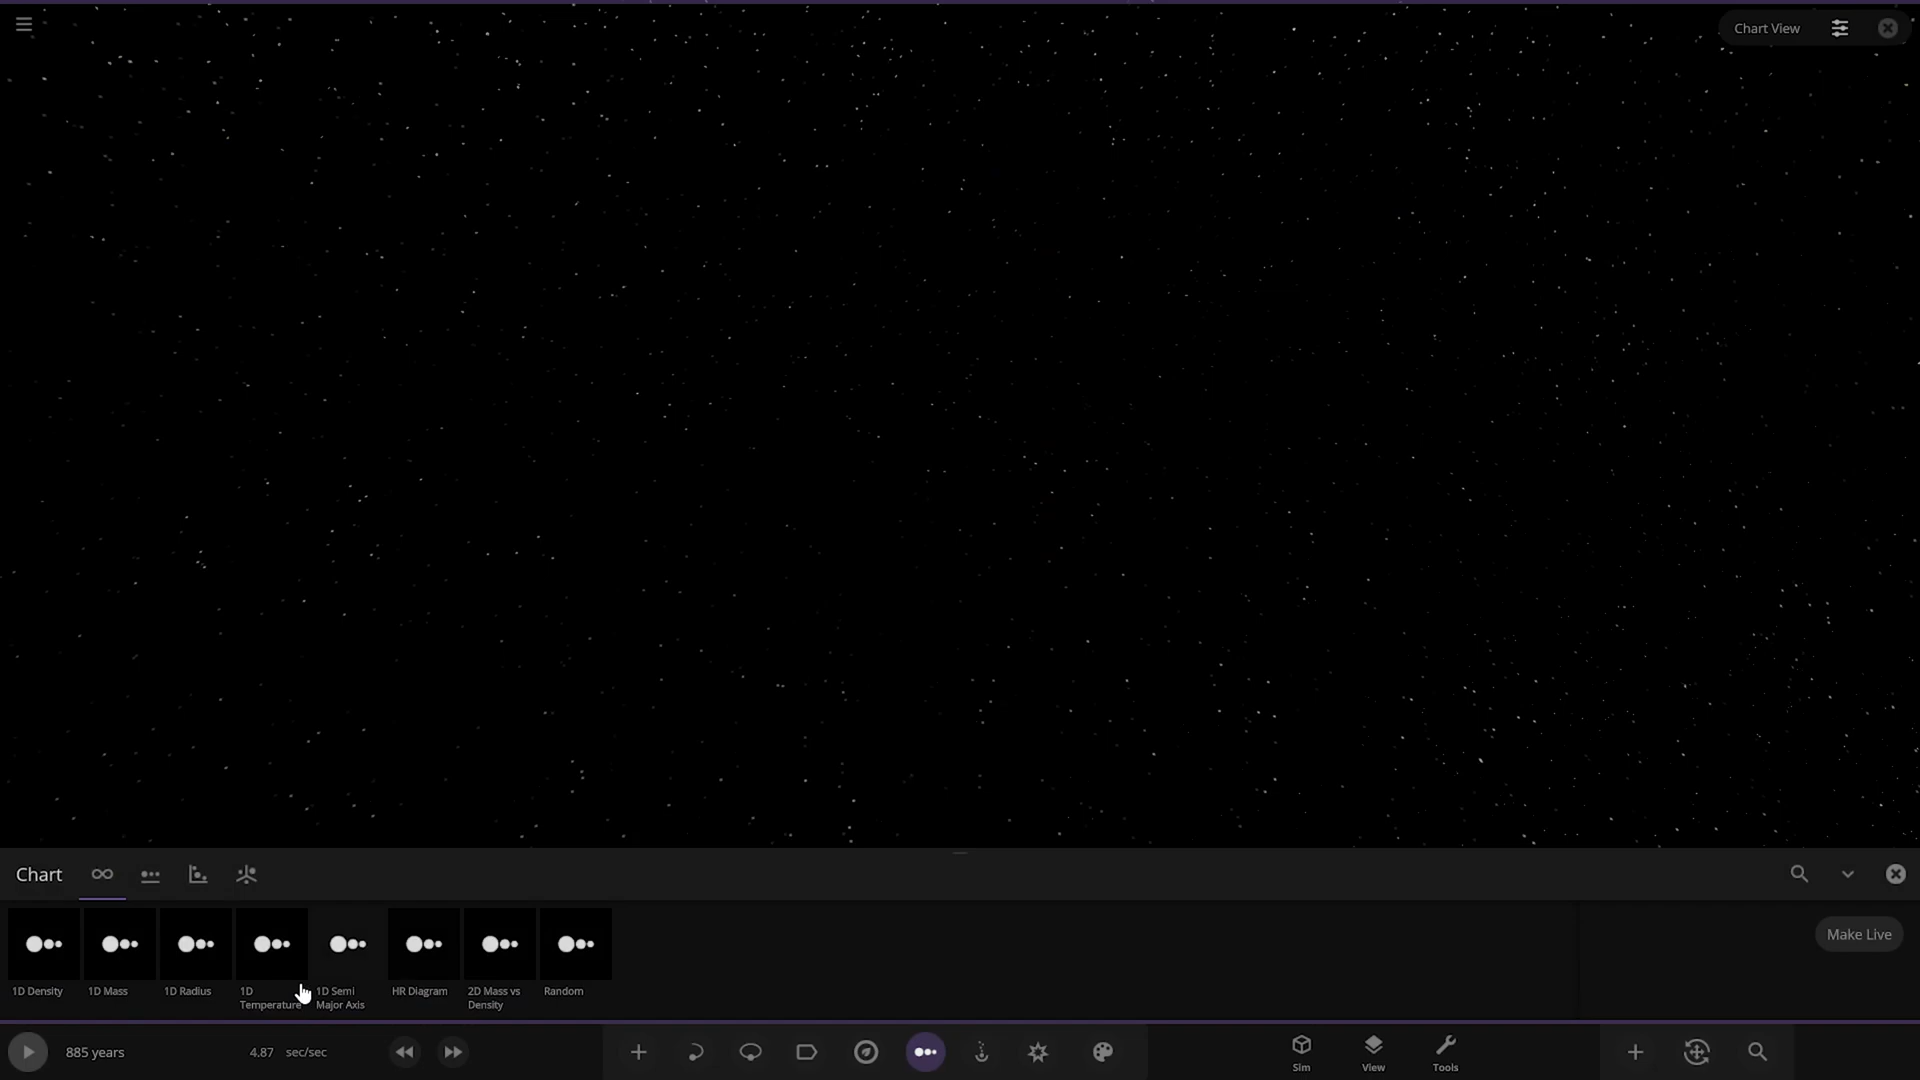 Chart View
Chart
Make Live
1D Density
1D Mass
1D Radius
1D
Temperature
1D Semi
Major Axis
HR Diagram
2D Mass vs
Density
Random
885 years
4.87 sec/sec
Sim
View
Tools